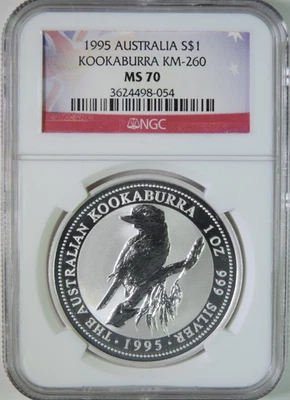 1995 AUSTRALIA S$1
KOOKABURRA KM-260
MS 70
3624498-054
NGC
THE AUSTRALIAN KOOKABURRA 1 OZ 999 SILVER
· 1995 ·